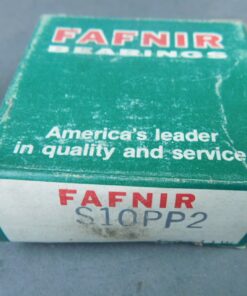 FAFNIR
BEARINGS
America's leader
in quality and service
FAFNIR
S10PP2